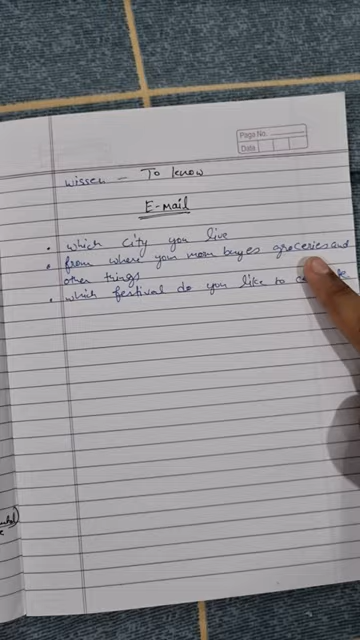 Page No.
Date
wissen - To know
E-Mail
• which City you live
• from where your mom buyes groceries and
other things
• which festival do you like to